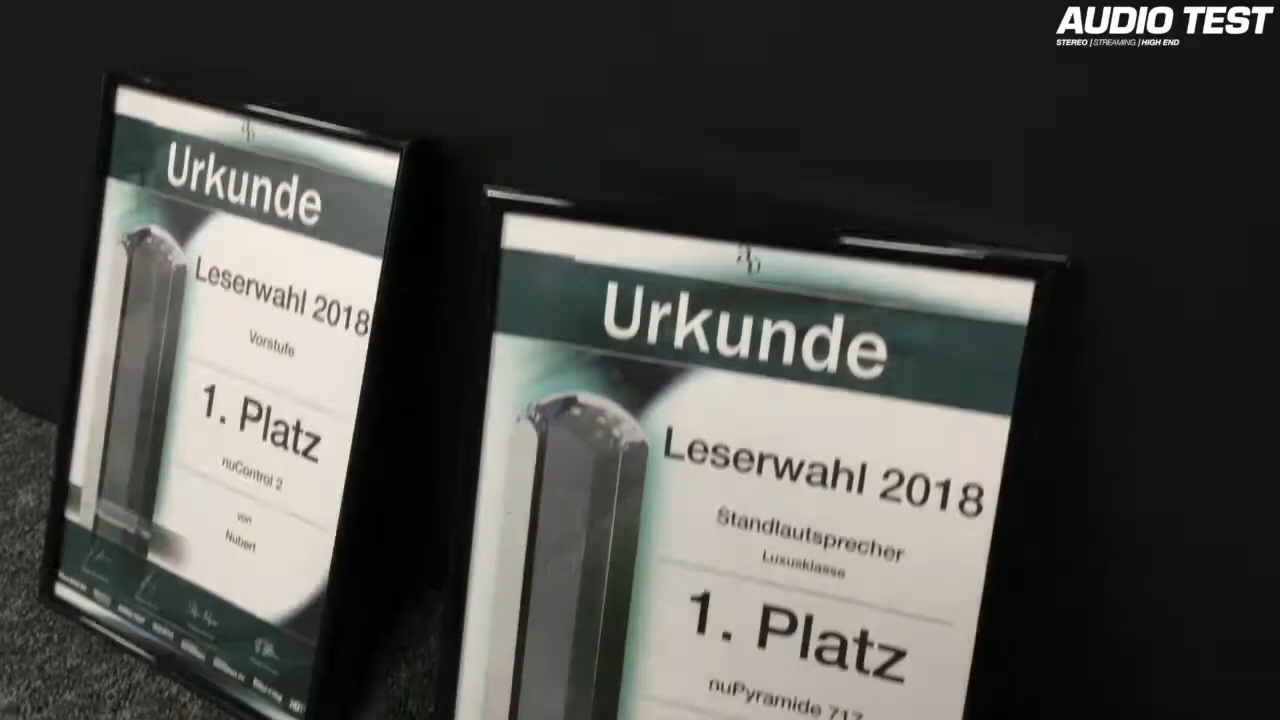 AUDIO TEST
STEREO | STREAMING | HIGH END
Urkunde
Leserwahl 2018
Vorstufe
1. Platz
nuControl 2
von
Nubert
Urkunde
Leserwahl 2018
Standlautsprecher
Luxusklasse
1. Platz
nuPyramide 717